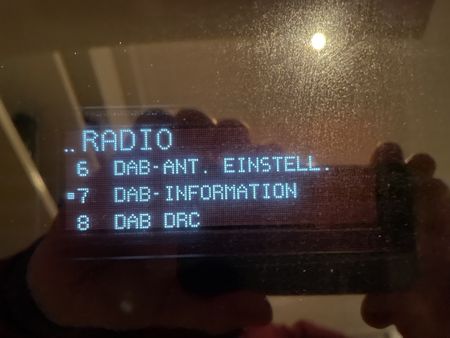 ..RADIO
6 DAB-ANT. EINSTELL.
▪7 DAB-INFORMATION
8 DAB DRC